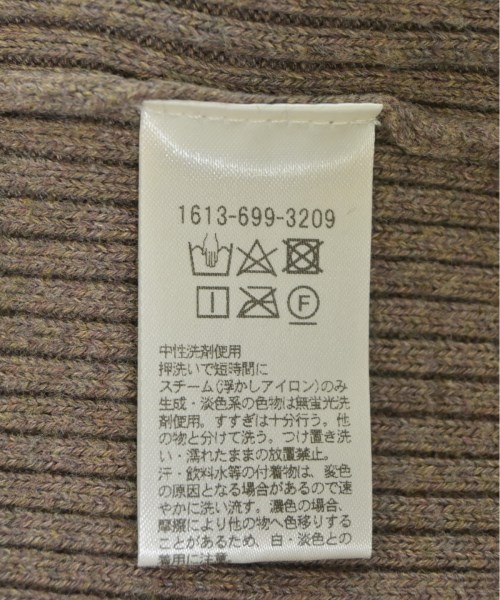 1613-699-3209
F
中性洗剤使用
押洗いで短時間に
スチーム(浮かしアイロン)のみ
生成・淡色系の色物は無蛍光洗
剤使用。すすぎは十分行う。他
の物と分けて洗う。つけ置き洗
い・濡れたままの放置禁止。
汗・飲料水等の付着物は、変色
の原因となる場合があるので速
やかに洗い流す。濃色の場合、
摩擦により他の物へ色移りする
ことがあるため、白・淡色との
着用に注意